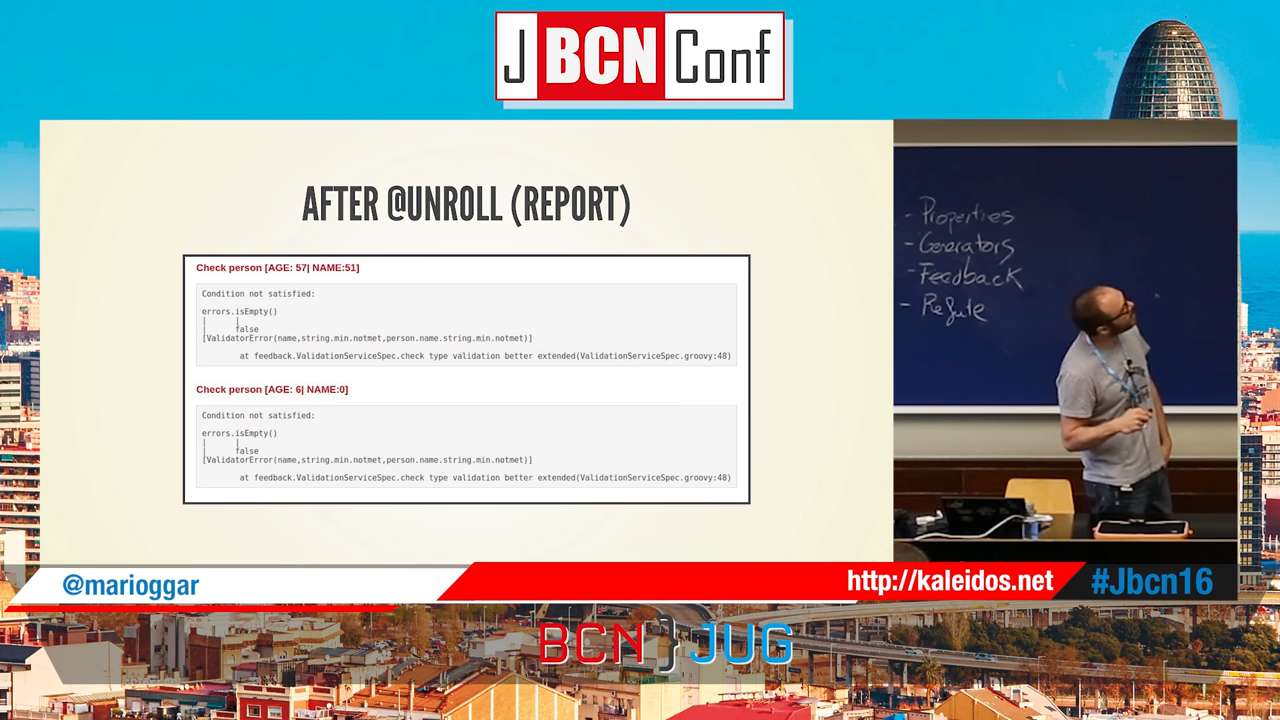 J BCN Conf
AFTER @UNROLL (REPORT)
Check person [AGE: 57| NAME:51]
Condition not satisfied:
errors.isEmpty()
|      |
|      false
[ValidatorError(name,string.min.notmet,person.name.string.min.notmet)]
at feedback.ValidationServiceSpec.check type validation better extended(ValidationServiceSpec.groovy:48)
Check person [AGE: 6| NAME:0]
Condition not satisfied:
errors.isEmpty()
|      |
|      false
[ValidatorError(name,string.min.notmet,person.name.string.min.notmet)]
at feedback.ValidationServiceSpec.check type validation better extended(ValidationServiceSpec.groovy:48)
- Properties
- Generators
- Feedback
- Refute
@marioggar
http://kaleidos.net
#Jbcn16
BCN } JUG